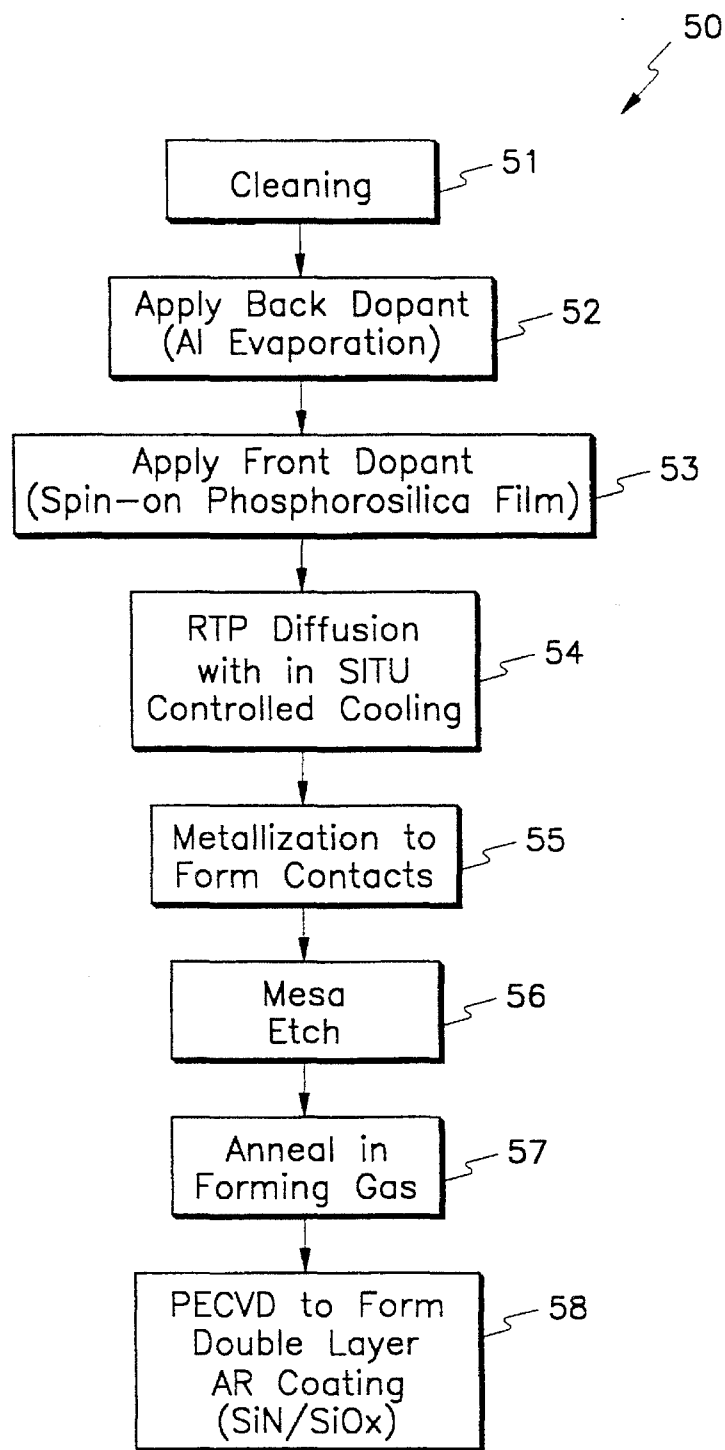 50
Cleaning
51
Apply Back Dopant
(Al Evaporation)
52
Apply Front Dopant
(Spin-on Phosphorosilica Film)
53
RTP Diffusion
with in SITU
Controlled Cooling
54
Metallization to
Form Contacts
55
Mesa
Etch
56
Anneal in
Forming Gas
57
PECVD to Form
Double Layer
AR Coating
(SiN/SiOx)
58